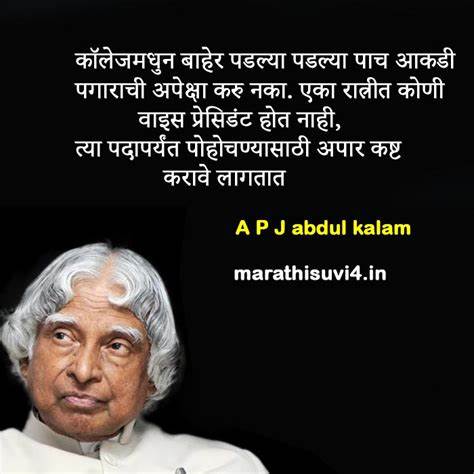 कॉलेजमधुन बाहेर पडल्या पडल्या पाच आकडी
पगाराची अपेक्षा करु नका. एका रात्रीत कोणी
वाइस प्रेसिडंट होत नाही,
त्या पदापर्यंत पोहोचण्यासाठी अपार कष्ट
करावे लागतात
A P J abdul kalam
marathisuvi4.in